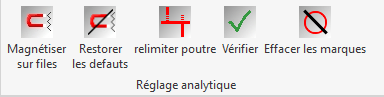 Magnétiser
sur files
Restorer
les defauts
relimiter poutre
Vérifier
Effacer les marques
Réglage analytique